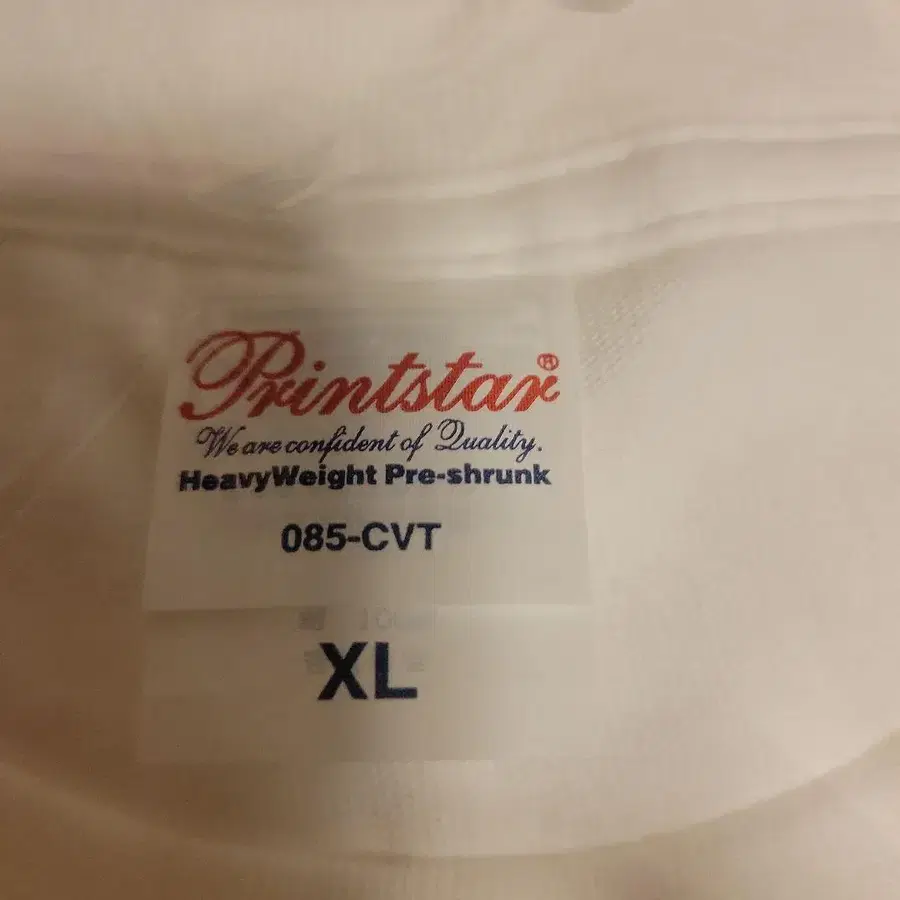 Printstar®
We are confident of Quality.
HeavyWeight Pre-shrunk
085-CVT
XL